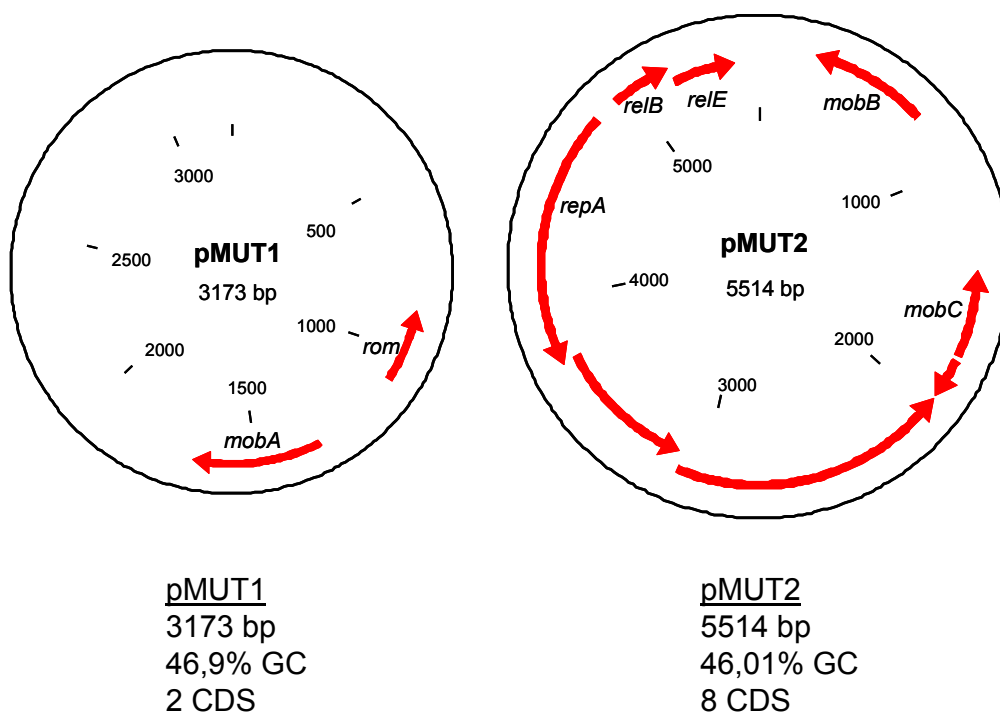 3000
500
2500
pMUT1
3173 bp
1000
rom
2000
1500
mobA
relB
relE
mobB
5000
1000
repA
pMUT2
5514 bp
4000
mobC
2000
3000
pMUT1
3173 bp
46,9% GC
2 CDS
pMUT2
5514 bp
46,01% GC
8 CDS